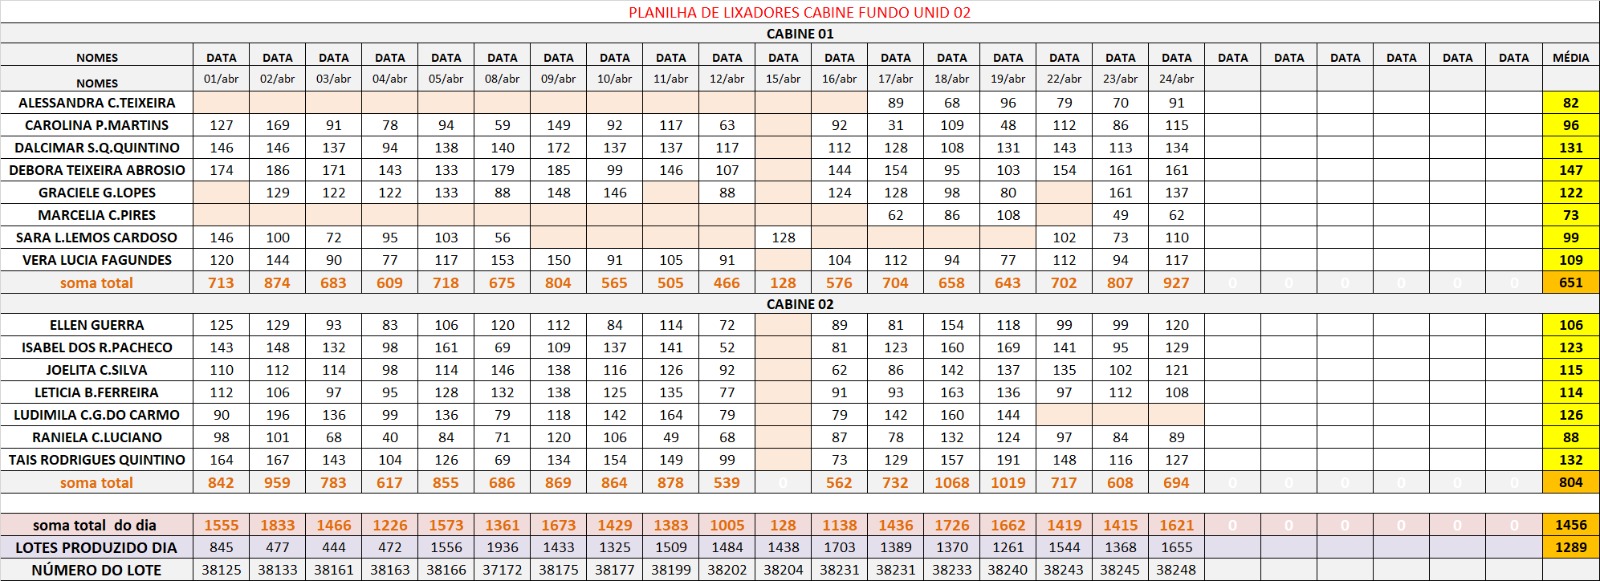 PLANILHA DE LIXADORES CABINE FUNDO UNID 02
CABINE 01
NOMES DATA DATA DATA DATA DATA DATA DATA DATA DATA DATA DATA DATA DATA DATA DATA DATA DATA DATA DATA DATA DATA DATA DATA DATA MÉDIA
NOMES 01/abr 02/abr 03/abr 04/abr 05/abr 08/abr 09/abr 10/abr 11/abr 12/abr 15/abr 16/abr 17/abr 18/abr 19/abr 22/abr 23/abr 24/abr
ALESSANDRA C.TEIXEIRA 89 68 96 79 70 91 82
CAROLINA P.MARTINS 127 169 91 78 94 59 149 92 117 63 92 31 109 48 112 86 115 96
DALCIMAR S.Q.QUINTINO 146 146 137 94 138 140 172 137 137 117 112 128 108 131 143 113 134 131
DEBORA TEIXEIRA ABROSIO 174 186 171 143 133 179 185 99 146 107 144 154 95 103 154 161 161 147
GRACIELE G.LOPES 129 122 122 133 88 148 146 88 124 128 98 80 161 137 122
MARCELIA C.PIRES 62 86 108 49 62 73
SARA L.LEMOS CARDOSO 146 100 72 95 103 56 128 102 73 110 99
VERA LUCIA FAGUNDES 120 144 90 77 117 153 150 91 105 91 104 112 94 77 112 94 117 109
soma total 713 874 683 609 718 675 804 565 505 466 128 576 704 658 643 702 807 927 0 0 0 0 0 0 651
CABINE 02
ELLEN GUERRA 125 129 93 83 106 120 112 84 114 72 89 81 154 118 99 99 120 106
ISABEL DOS R.PACHECO 143 148 132 98 161 69 109 137 141 52 81 123 160 169 141 95 129 123
JOELITA C.SILVA 110 112 114 98 114 146 138 116 126 92 62 86 142 137 135 102 121 115
LETICIA B.FERREIRA 112 106 97 95 128 132 138 125 135 77 91 93 163 136 97 112 108 114
LUDIMILA C.G.DO CARMO 90 196 136 99 136 79 118 142 164 79 79 142 160 144 126
RANIELA C.LUCIANO 98 101 68 40 84 71 120 106 49 68 87 78 132 124 97 84 89 88
TAIS RODRIGUES QUINTINO 164 167 143 104 126 69 134 154 149 99 73 129 157 191 148 116 127 132
soma total 842 959 783 617 855 686 869 864 878 539 0 562 732 1068 1019 717 608 694 0 0 0 0 0 0 804
soma total do dia 1555 1833 1466 1226 1573 1361 1673 1429 1383 1005 128 1138 1436 1726 1662 1419 1415 1621 0 0 0 0 0 0 1456
LOTES PRODUZIDO DIA 845 477 444 472 1556 1936 1433 1325 1509 1484 1438 1703 1389 1370 1261 1544 1368 1655 1289
NÚMERO DO LOTE 38125 38133 38161 38163 38166 37172 38175 38177 38199 38202 38204 38231 38231 38233 38240 38243 38245 38248